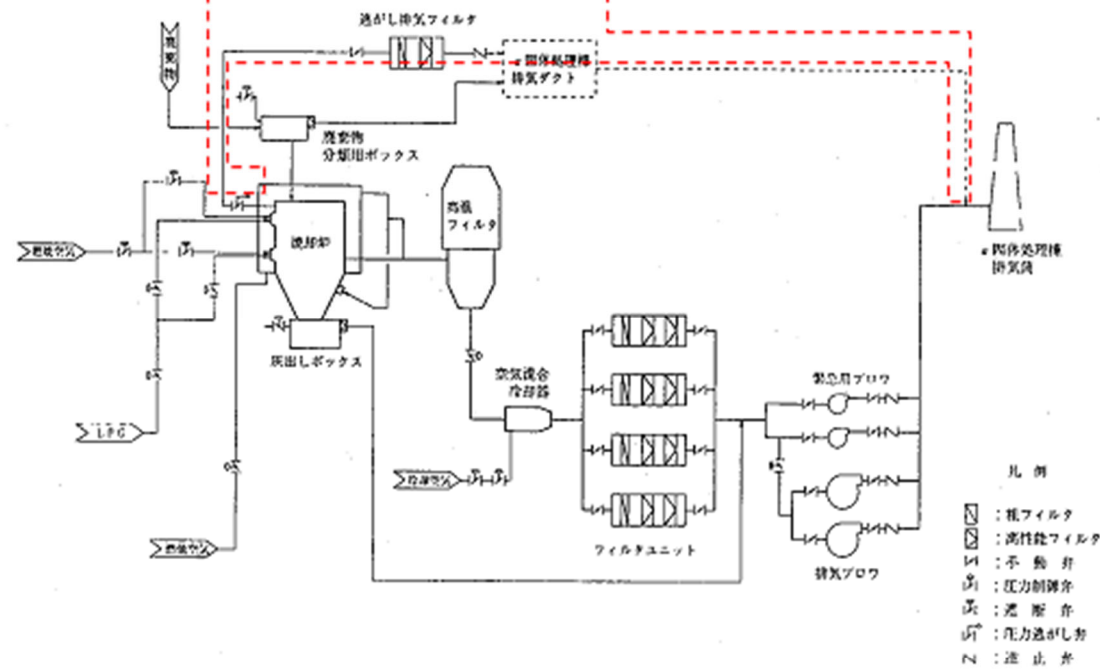 逃がし排気フィルタ
廃棄物
α固体処理棟
排気ダクト
廃棄物
分類用ボックス
高温
フィルタ
焼却炉
燃焼空気
α固体処理棟
排気筒
灰出しボックス
空気混合
冷却器
緊急用ブロワ
LPG
冷却空気
凡 例
:粗フィルタ
:高性能フィルタ
フィルタユニット
燃焼空気
排気ブロワ
:圧力制御弁
:遮断弁
:圧力逃がし弁
:逆止弁